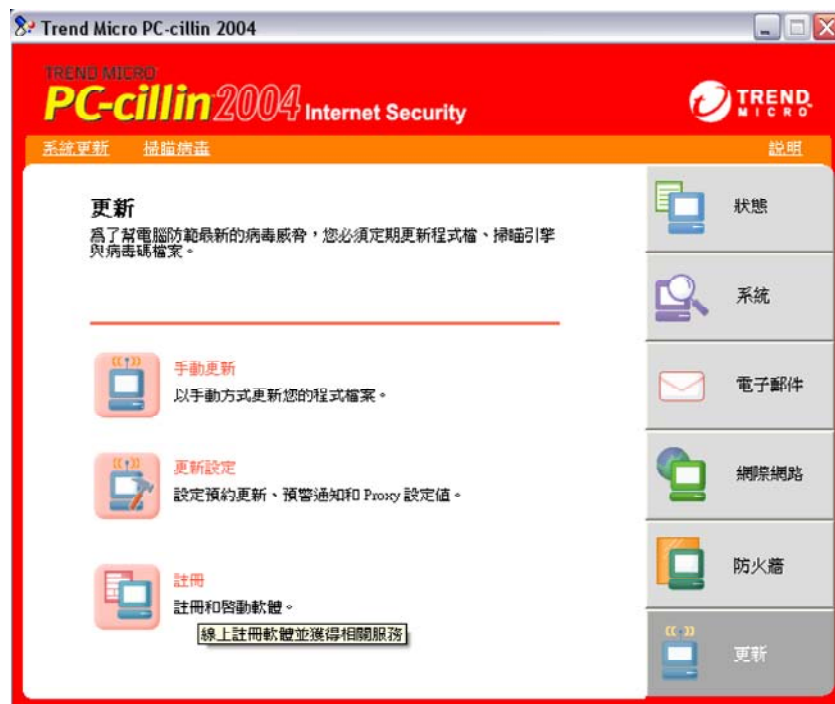 Trend Micro PC-cillin 2004
TREND MICRO
PC-cillin 2004 Internet Security
TREND MICRO
系統更新 掃瞄病毒 說明
更新
為了幫電腦防範最新的病毒威脅，您必須定期更新程式檔、掃瞄引擎
與病毒碼檔案。
手動更新
以手動方式更新您的程式檔案。
更新設定
設定預約更新、預警通知和 Proxy 設定值。
註冊
註冊和啓動軟體。
線上註冊軟體並獲得相關服務
狀態
系統
電子郵件
網際網路
防火牆
更新